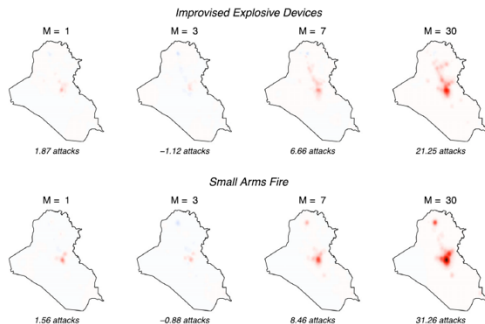 Improvised Explosive Devices
M = 1 M = 3 M = 7 M = 30
1.87 attacks −1.12 attacks 6.66 attacks 21.25 attacks
Small Arms Fire
M = 1 M = 3 M = 7 M = 30
1.56 attacks −0.88 attacks 8.46 attacks 31.26 attacks